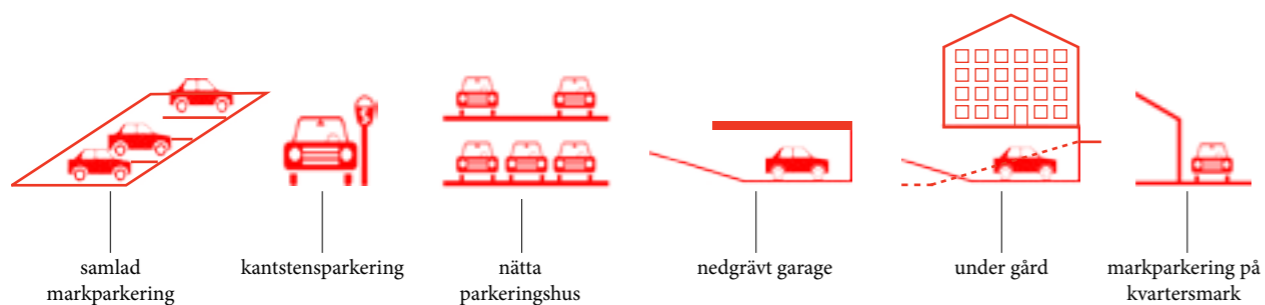 samlad
markparkering
kantstensparkering
nätta
parkeringshus
nedgrävt garage
under gård
markparkering på
kvartersmark